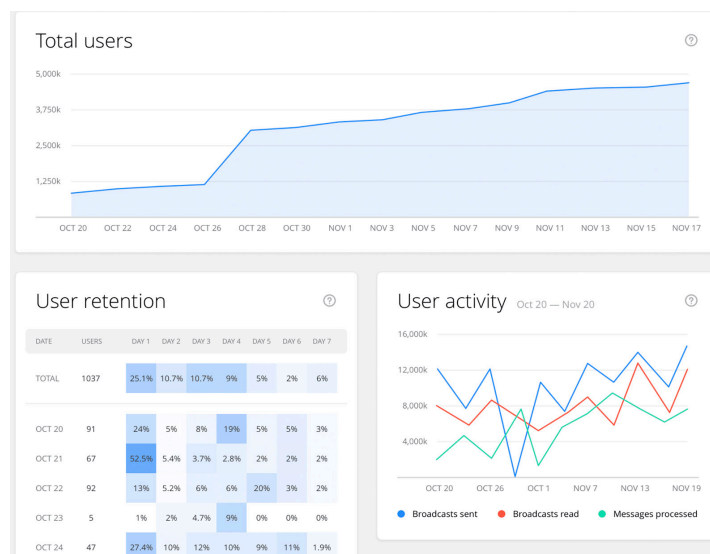 Total users
5,000k
3,750k
2,500k
1,250k
OCT 20 OCT 22 OCT 24 OCT 26 OCT 28 OCT 30 NOV 1 NOV 3 NOV 5 NOV 7 NOV 9 NOV 11 NOV 13 NOV 15 NOV 17
User retention
DATE USERS DAY 1 DAY 2 DAY 3 DAY 4 DAY 5 DAY 6 DAY 7
TOTAL 1037 25.1% 10.7% 10.7% 9% 5% 2% 6%
OCT 20 91 24% 5% 8% 19% 5% 5% 3%
OCT 21 67 52.5% 5.4% 3.7% 2.8% 2% 2% 2%
OCT 22 92 13% 5.2% 6% 6% 20% 3% 2%
OCT 23 5 1% 2% 4.7% 9% 0% 0% 0%
OCT 24 47 27.4% 10% 12% 10% 9% 11% 1.9%
User activity Oct 20 — Nov 20
16,000k
12,000k
8,000k
4,000k
OCT 20 OCT 26 OCT 1 NOV 7 NOV 13 NOV 19
Broadcasts sent Broadcasts read Messages processed